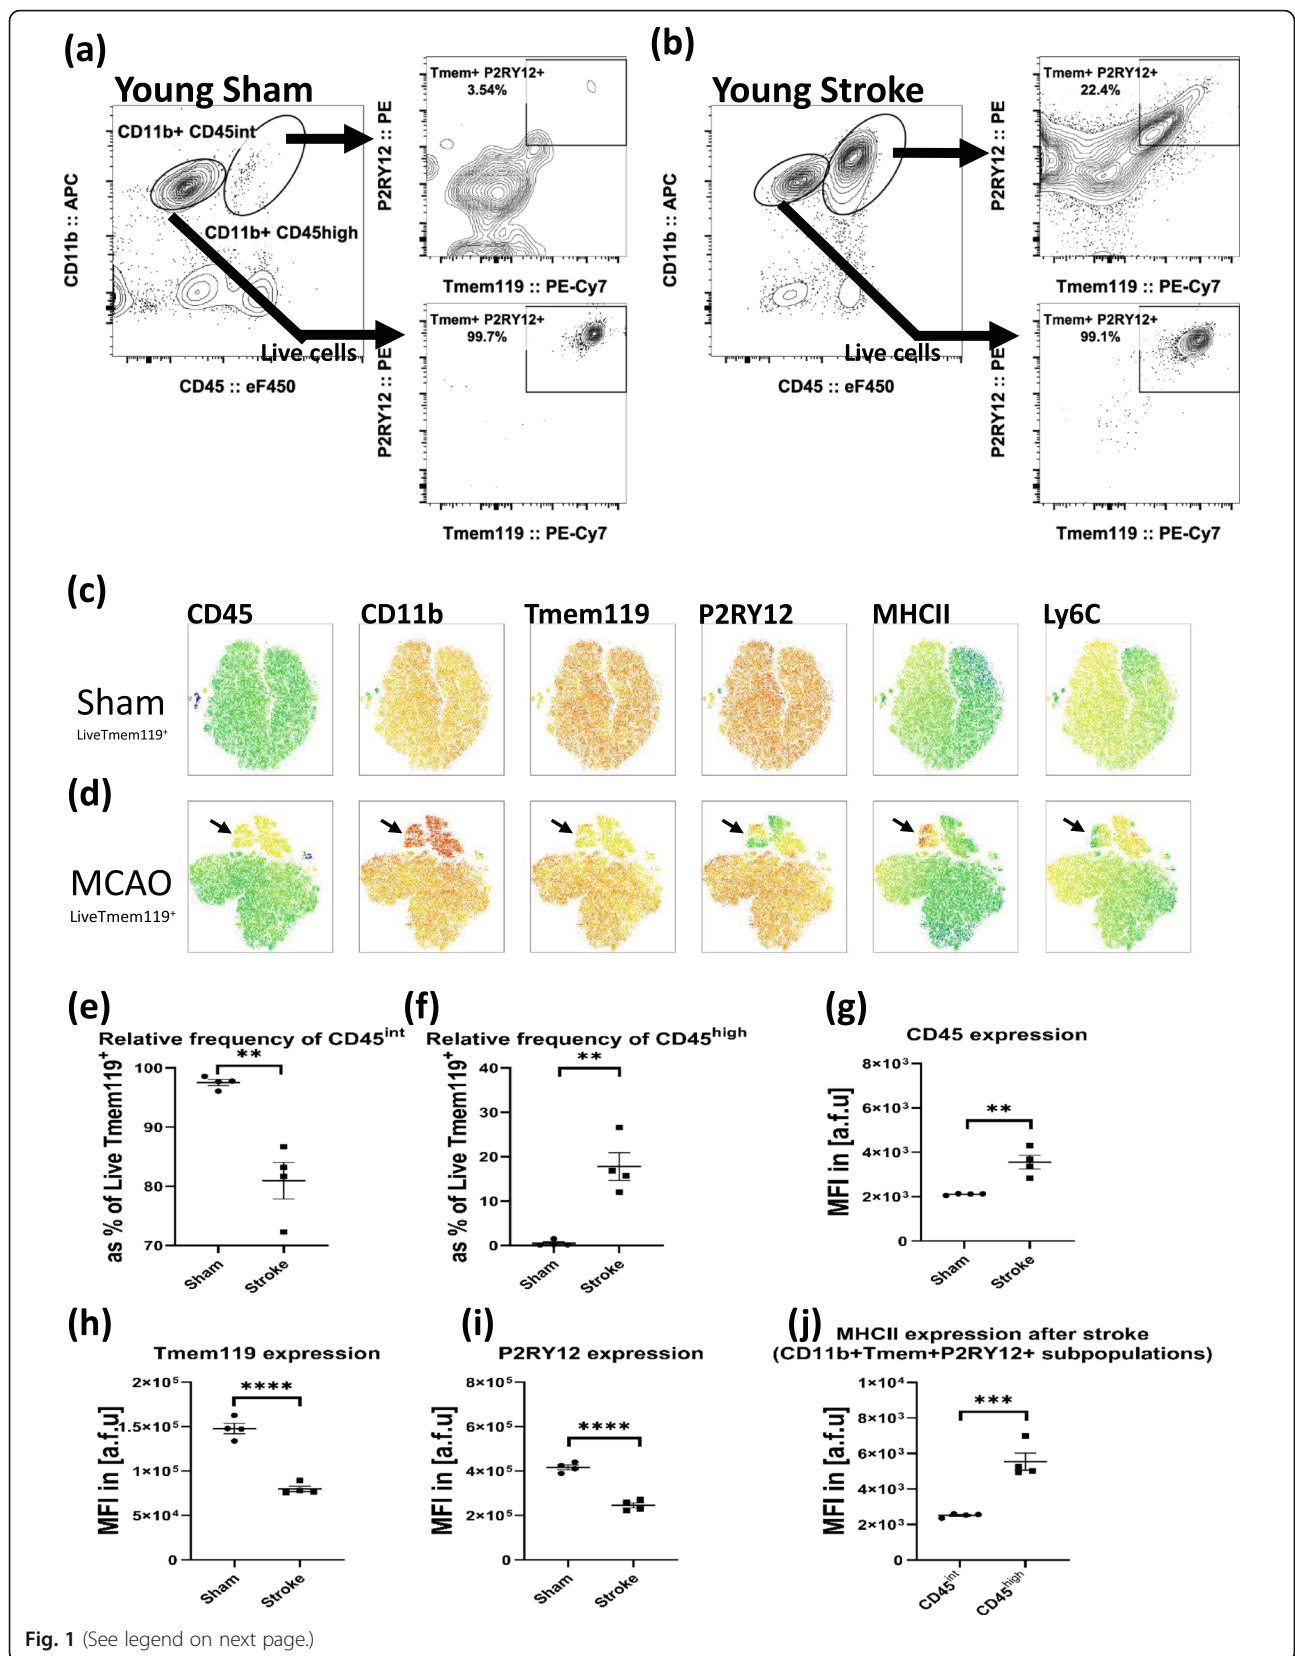 (a)
Young Sham
CD11b+ CD45int
CD11b+ CD45high
Live cells
CD11b :: APC
CD45 :: eF450
Tmem+ P2RY12+
3.54%
P2RY12 :: PE
Tmem119 :: PE-Cy7
Tmem+ P2RY12+
99.7%
P2RY12 :: PE
Tmem119 :: PE-Cy7
(b)
Young Stroke
Live cells
CD11b :: APC
CD45 :: eF450
Tmem+ P2RY12+
22.4%
P2RY12 :: PE
Tmem119 :: PE-Cy7
Tmem+ P2RY12+
99.1%
P2RY12 :: PE
Tmem119 :: PE-Cy7
(c)
CD45 CD11b Tmem119 P2RY12 MHCII Ly6C
Sham
LiveTmem119⁺
(d)
MCAO
LiveTmem119⁺
(e)
Relative frequency of CD45ⁱⁿᵗ
as % of Live Tmem119⁺
100
90
80
70
**
Sham Stroke
(f)
Relative frequency of CD45ʰⁱᵍʰ
as % of Live Tmem119⁺
40
30
20
10
0
**
Sham Stroke
(g)
CD45 expression
MFI in [a.f.u]
8×10³
6×10³
4×10³
2×10³
0
**
Sham Stroke
(h)
Tmem119 expression
MFI in [a.f.u]
2×10⁵
1.5×10⁵
1×10⁵
5×10⁴
0
****
Sham Stroke
(i)
P2RY12 expression
MFI in [a.f.u]
8×10⁵
6×10⁵
4×10⁵
2×10⁵
0
****
Sham Stroke
(j)
MHCII expression after stroke
(CD11b+Tmem+P2RY12+ subpopulations)
MFI in [a.f.u]
1×10⁴
8×10³
6×10³
4×10³
2×10³
0
***
CD45ⁱⁿᵗ CD45ʰⁱᵍʰ
Fig. 1 (See legend on next page.)